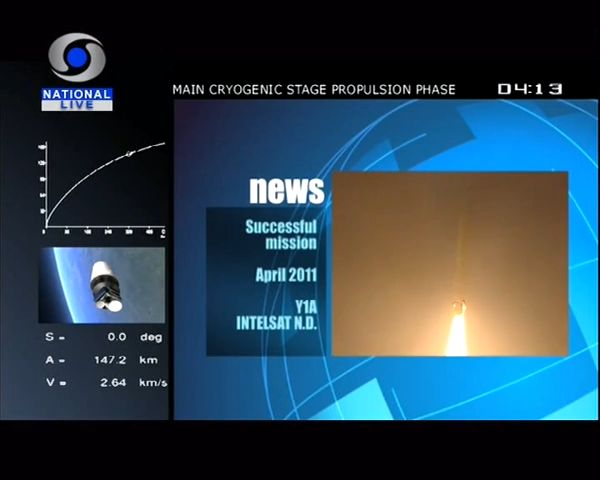 NATIONAL
LIVE
MAIN CRYOGENIC STAGE PROPULSION PHASE
04:13
news
Successful
mission
April 2011
Y1A
INTELSAT N.D.
S = 0.0 deg
A = 147.2 km
V = 2.64 km/s